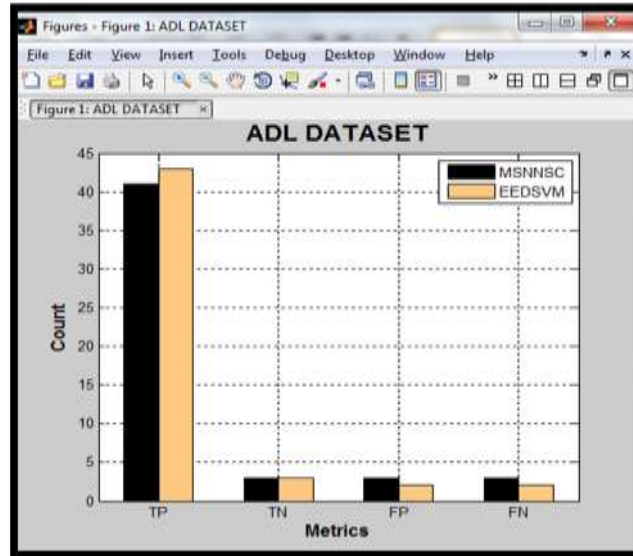 Figures - Figure 1: ADL DATASET
File Edit View Insert Tools Debug Desktop Window Help
Figure 1: ADL DATASET
ADL DATASET
MSNNSC
EEDSVM
45
40
35
30
25
20
15
10
5
0
Count
TP TN FP FN
Metrics